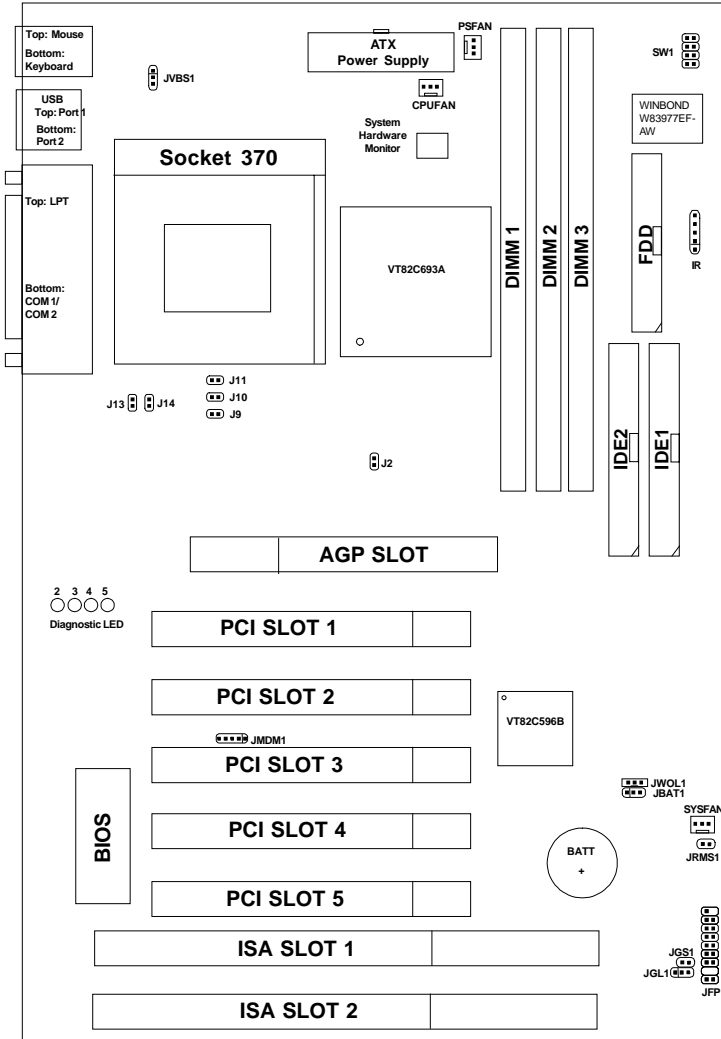 Top: Mouse
Bottom:
Keyboard
JVBS1
ATX
Power Supply
PSFAN
SW1
USB
Top: Port 1
Bottom:
Port 2
CPUFAN
System
Hardware
Monitor
WINBOND
W83977EF-
AW
Socket 370
Top: LPT
Bottom:
COM 1/
COM 2
VT82C693A
DIMM 1
DIMM 2
DIMM 3
FDD
IR
J11
J10
J9
J13
J14
J2
IDE2
IDE1
AGP SLOT
2 3 4 5
Diagnostic LED
PCI SLOT 1
PCI SLOT 2
VT82C596B
JMDM1
PCI SLOT 3
JWOL1
JBAT1
SYSFAN
BIOS
PCI SLOT 4
BATT
+
JRMS1
PCI SLOT 5
ISA SLOT 1
JGS1
JGL1
JFP
ISA SLOT 2